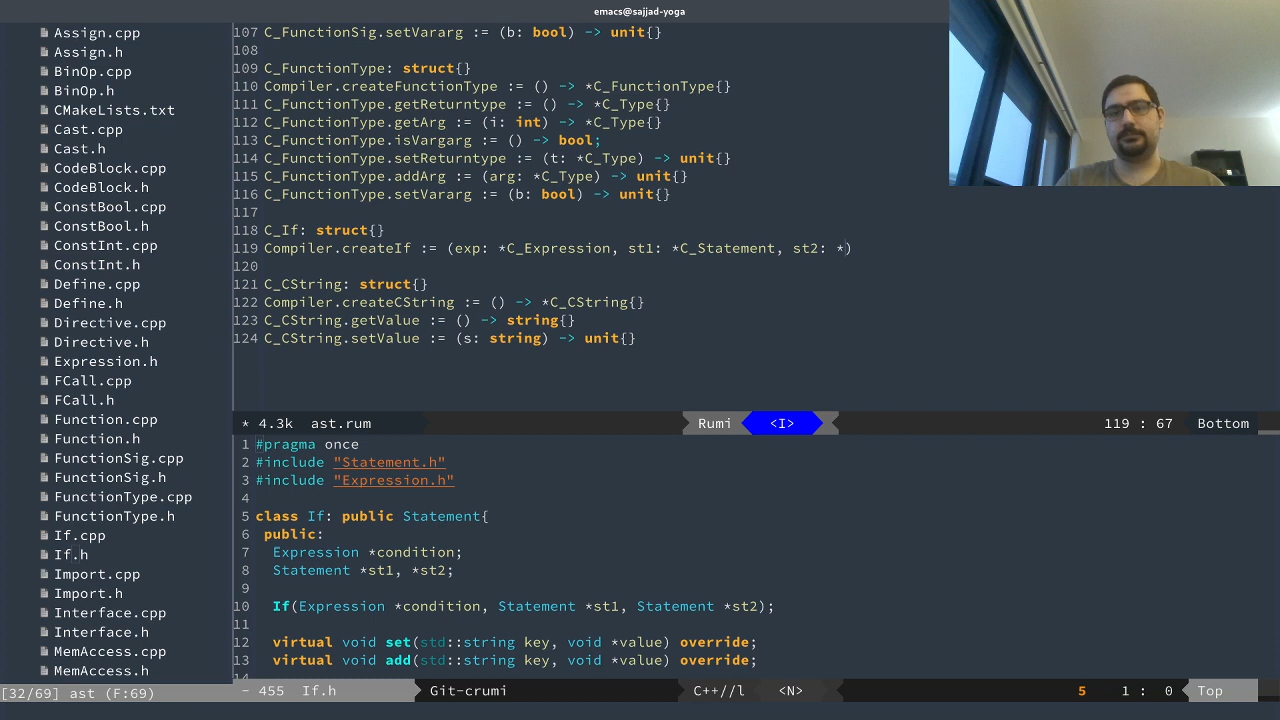 emacs@sajjad-yoga
Assign.cpp
Assign.h
BinOp.cpp
BinOp.h
CMakeLists.txt
Cast.cpp
Cast.h
CodeBlock.cpp
CodeBlock.h
ConstBool.cpp
ConstBool.h
ConstInt.cpp
ConstInt.h
Define.cpp
Define.h
Directive.cpp
Directive.h
Expression.h
FCall.cpp
FCall.h
Function.cpp
Function.h
FunctionSig.cpp
FunctionSig.h
FunctionType.cpp
FunctionType.h
If.cpp
If.h
Import.cpp
Import.h
Interface.cpp
Interface.h
MemAccess.cpp
MemAccess.h
[32/69] ast (F:69)
107 C_FunctionSig.setVararg := (b: bool) -> unit{}
108
109 C_FunctionType: struct{}
110 Compiler.createFunctionType := () -> *C_FunctionType{}
111 C_FunctionType.getReturntype := () -> *C_Type{}
112 C_FunctionType.getArg := (i: int) -> *C_Type{}
113 C_FunctionType.isVargarg := () -> bool;
114 C_FunctionType.setReturntype := (t: *C_Type) -> unit{}
115 C_FunctionType.addArg := (arg: *C_Type) -> unit{}
116 C_FunctionType.setVararg := (b: bool) -> unit{}
117
118 C_If: struct{}
119 Compiler.createIf := (exp: *C_Expression, st1: *C_Statement, st2: *)
120
121 C_CString: struct{}
122 Compiler.createCString := () -> *C_CString{}
123 C_CString.getValue := () -> string{}
124 C_CString.setValue := (s: string) -> unit{}
* 4.3k ast.rum Rumi <I> 119 : 67 Bottom
1 #pragma once
2 #include "Statement.h"
3 #include "Expression.h"
4
5 class If: public Statement{
6 public:
7 Expression *condition;
8 Statement *st1, *st2;
9
10 If(Expression *condition, Statement *st1, Statement *st2);
11
12 virtual void set(std::string key, void *value) override;
13 virtual void add(std::string key, void *value) override;
- 455 If.h Git-crumi C++//l <N> 5 1 : 0 Top